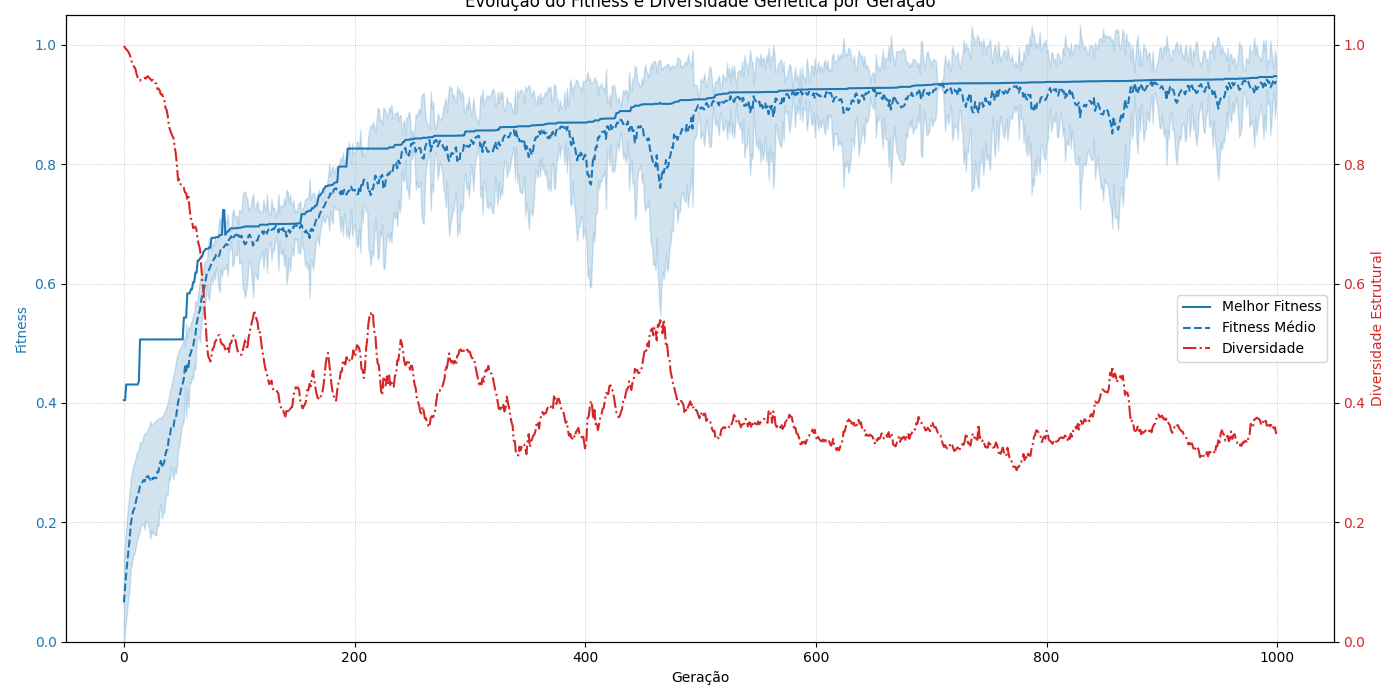 Evolução do Fitness e Diversidade Genética por Geração
1.0
0.8
0.6
0.4
0.2
0.0
Fitness
1.0
0.8
0.6
0.4
0.2
0.0
Diversidade Estrutural
Melhor Fitness
Fitness Médio
Diversidade
0
200
400
600
800
1000
Geração